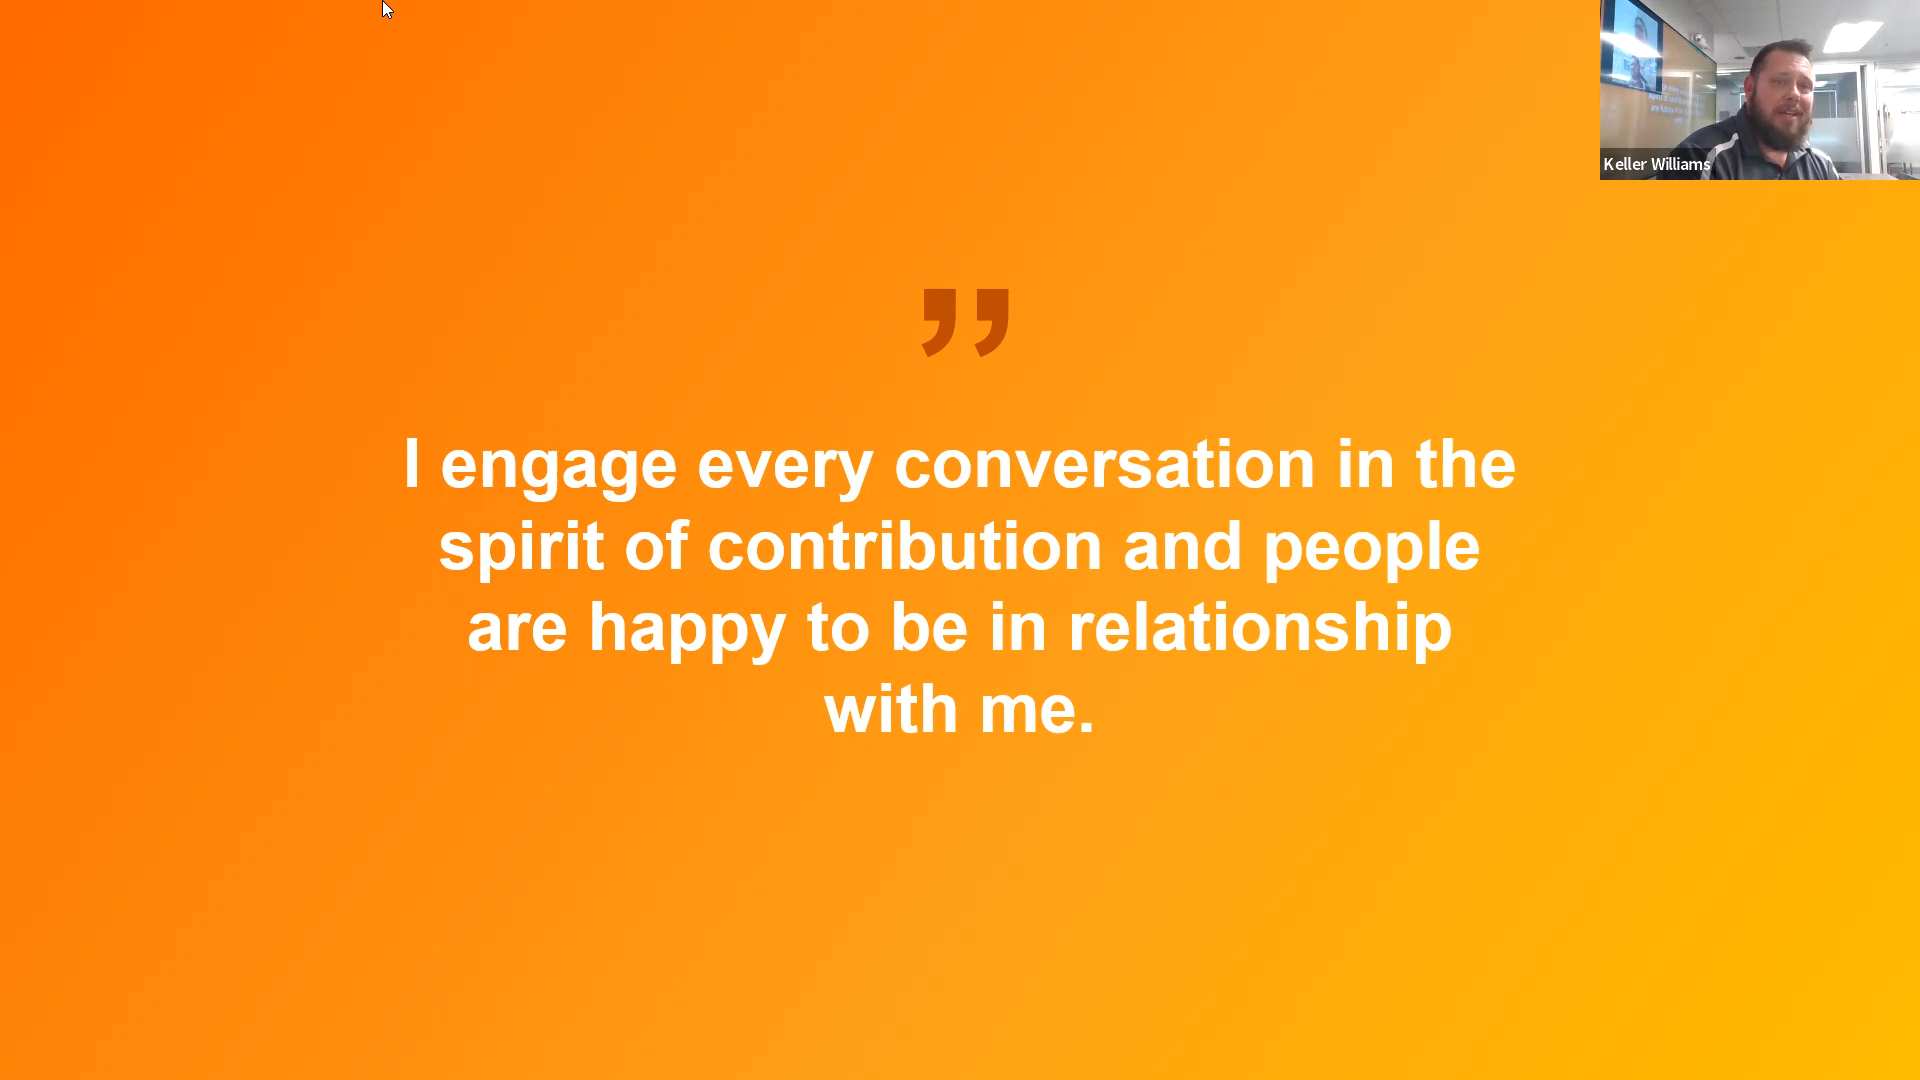 Keller Williams
”
I engage every conversation in the
spirit of contribution and people
are happy to be in relationship
with me.